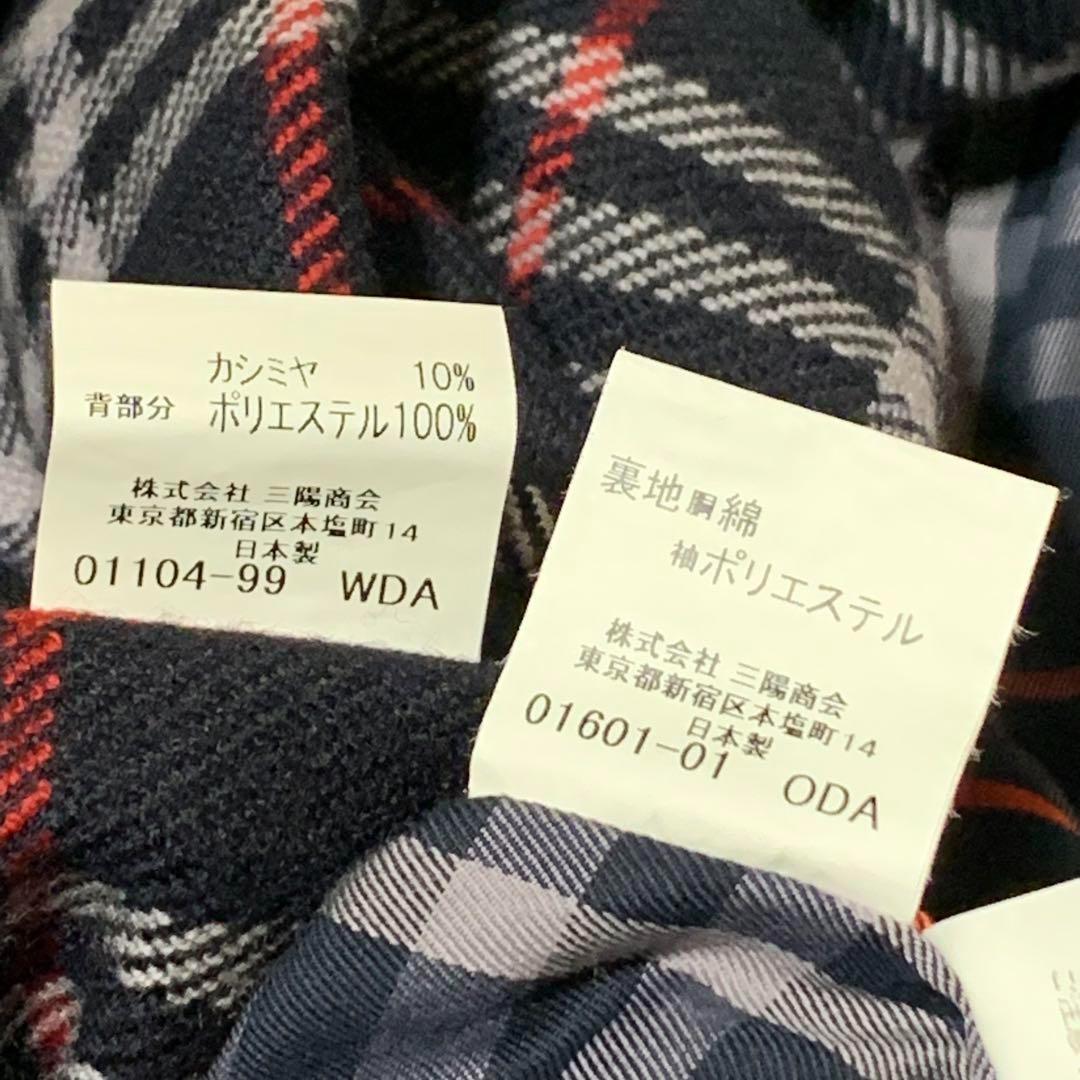 カシミヤ 10%
背部分 ポリエステル100%
株式会社 三陽商会
東京都新宿区本塩町14
日本製
01104-99 WDA
裏地胴綿
袖ポリエステル
株式会社 三陽商会
東京都新宿区本塩町14
日本製
01601-01 ODA